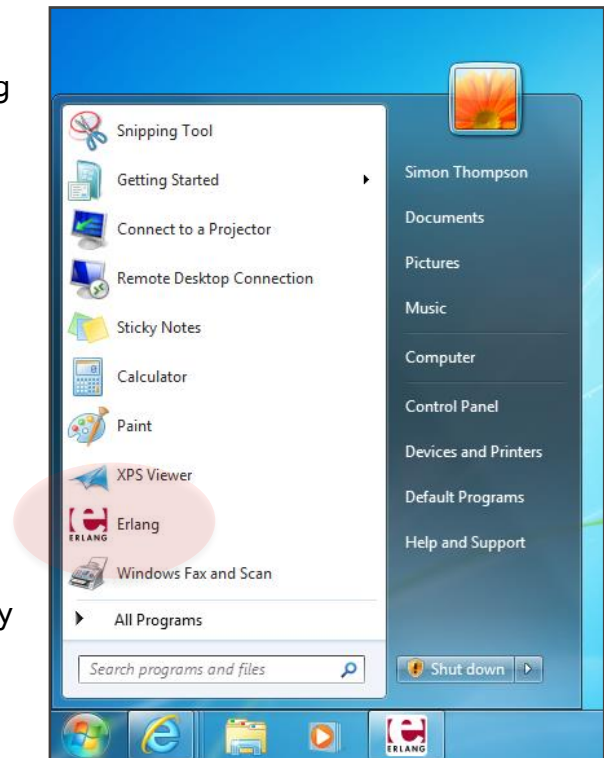 g
Snipping Tool
Getting Started
Connect to a Projector
Remote Desktop Connection
Sticky Notes
Calculator
Paint
XPS Viewer
ERLANG
Erlang
Windows Fax and Scan
y
All Programs
Search programs and files
Simon Thompson
Documents
Pictures
Music
Computer
Control Panel
Devices and Printers
Default Programs
Help and Support
Shut down
ERLANG